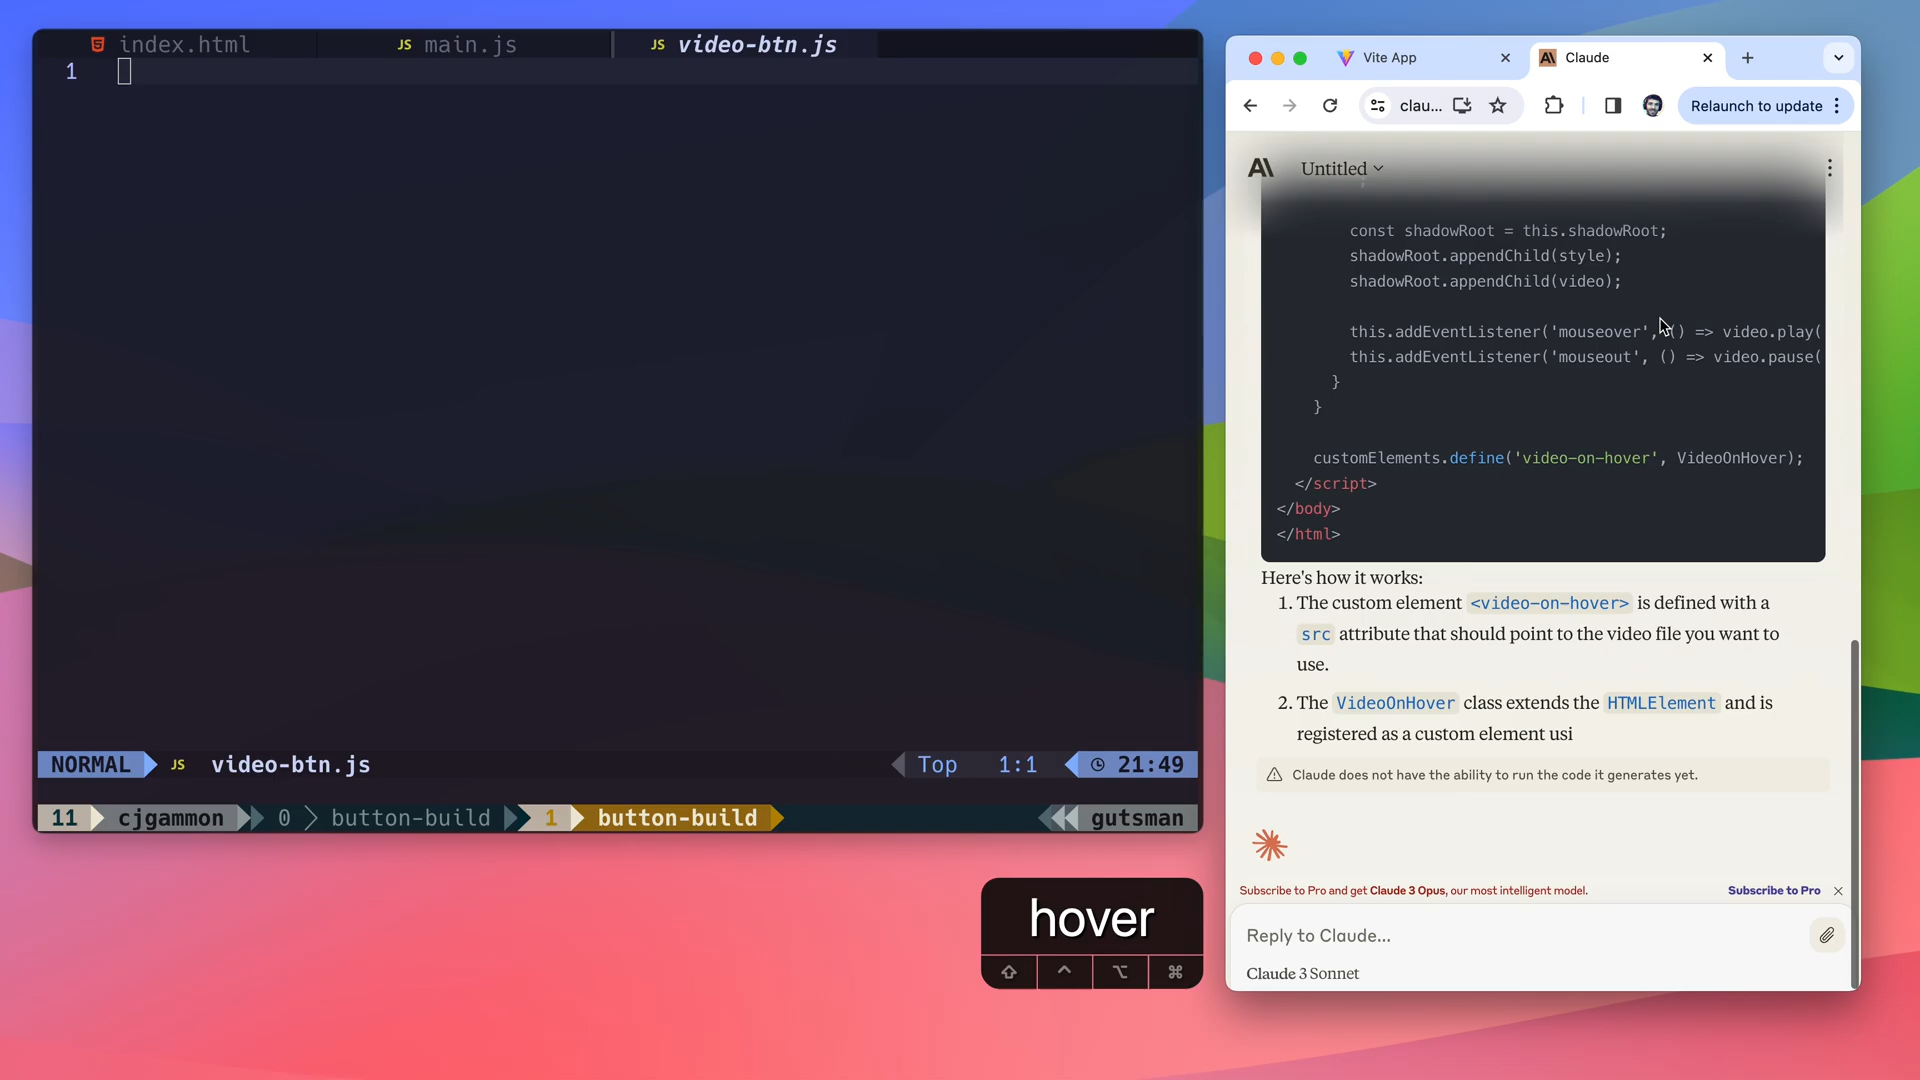 index.html
JS main.js
JS video-btn.js
1
NORMAL JS video-btn.js Top 1:1 21:49
11 cjgammon 0 button-build 1 button-build gutsman
hover
Vite App
Claude
clau...
Relaunch to update
Untitled
const shadowRoot = this.shadowRoot;
shadowRoot.appendChild(style);
shadowRoot.appendChild(video);
this.addEventListener('mouseover', () => video.play(
this.addEventListener('mouseout', () => video.pause(
}
}
customElements.define('video-on-hover', VideoOnHover);
</script>
</body>
</html>
Here's how it works:
1. The custom element <video-on-hover> is defined with a
src attribute that should point to the video file you want to
use.
2. The VideoOnHover class extends the HTMLElement and is
registered as a custom element usi
Claude does not have the ability to run the code it generates yet.
Subscribe to Pro and get Claude 3 Opus, our most intelligent model. Subscribe to Pro
Reply to Claude...
Claude 3 Sonnet